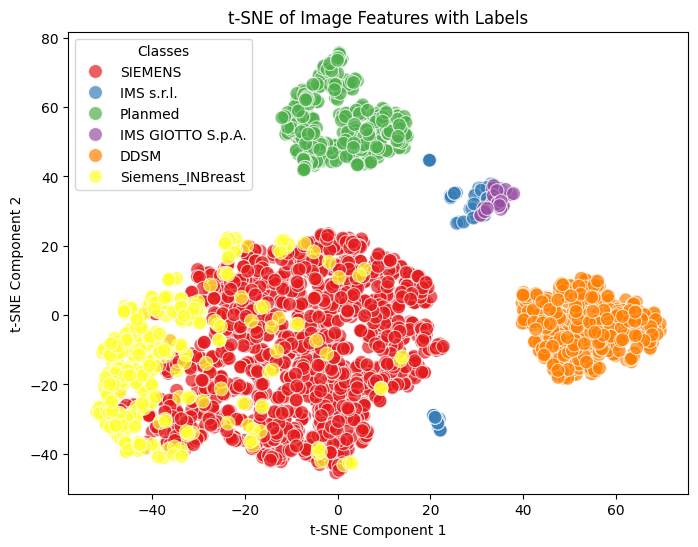 t-SNE of Image Features with Labels
Classes
SIEMENS
IMS s.r.l.
Planmed
IMS GIOTTO S.p.A.
DDSM
Siemens_INBreast
t-SNE Component 2
80
60
40
20
0
−20
−40
−40 −20 0 20 40 60
t-SNE Component 1